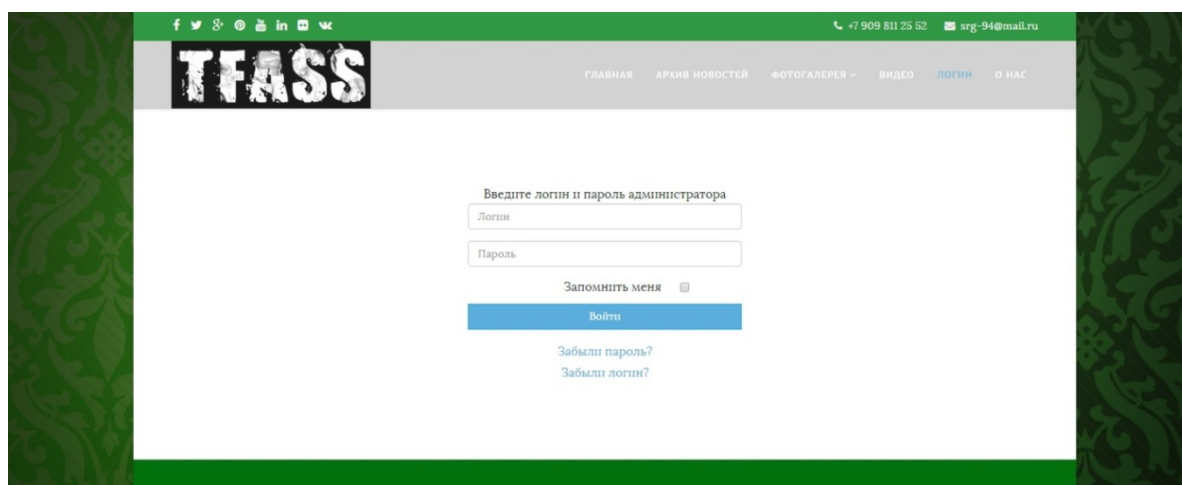 +7 909 811 25 52 srg-94@mail.ru
TFASS
ГЛАВНАЯ АРХИВ НОВОСТЕЙ ФОТОГАЛЕРЕЯ ВИДЕО ЛОГИН О НАС
Введите логин и пароль администратора
Логин
Пароль
Запомнить меня
Войти
Забыли пароль?
Забыли логин?